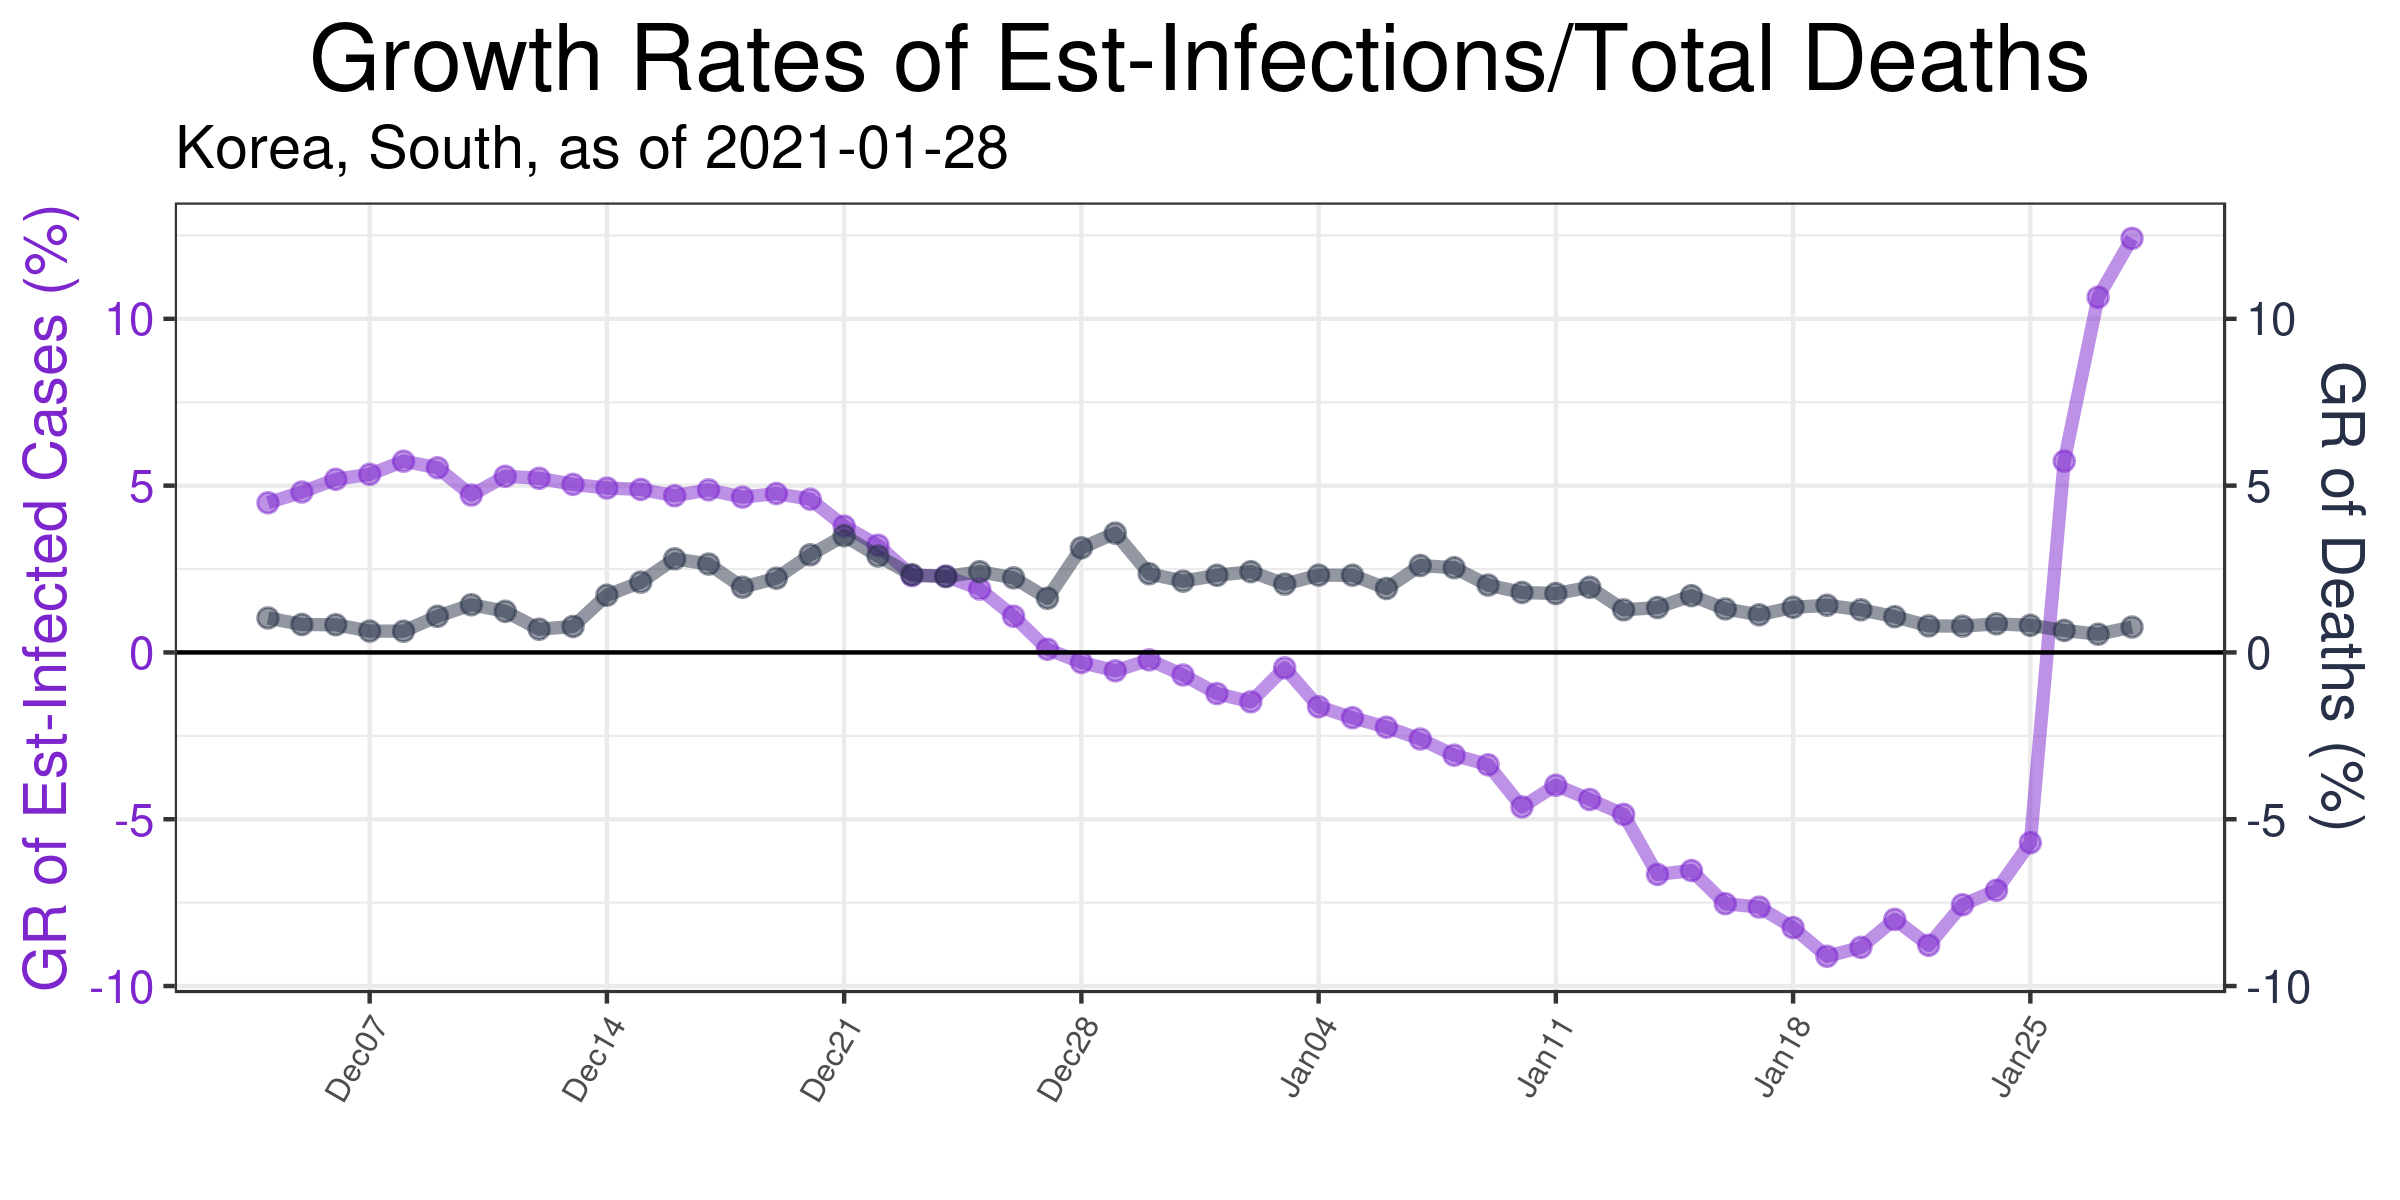 Growth Rates of Est-Infections/Total Deaths
Korea, South, as of 2021-01-28
GR of Est-Infected Cases (%)
10
5
0
-5
-10
10
5
0
-5
-10
GR of Deaths (%)
Dec07
Dec14
Dec21
Dec28
Jan04
Jan11
Jan18
Jan25